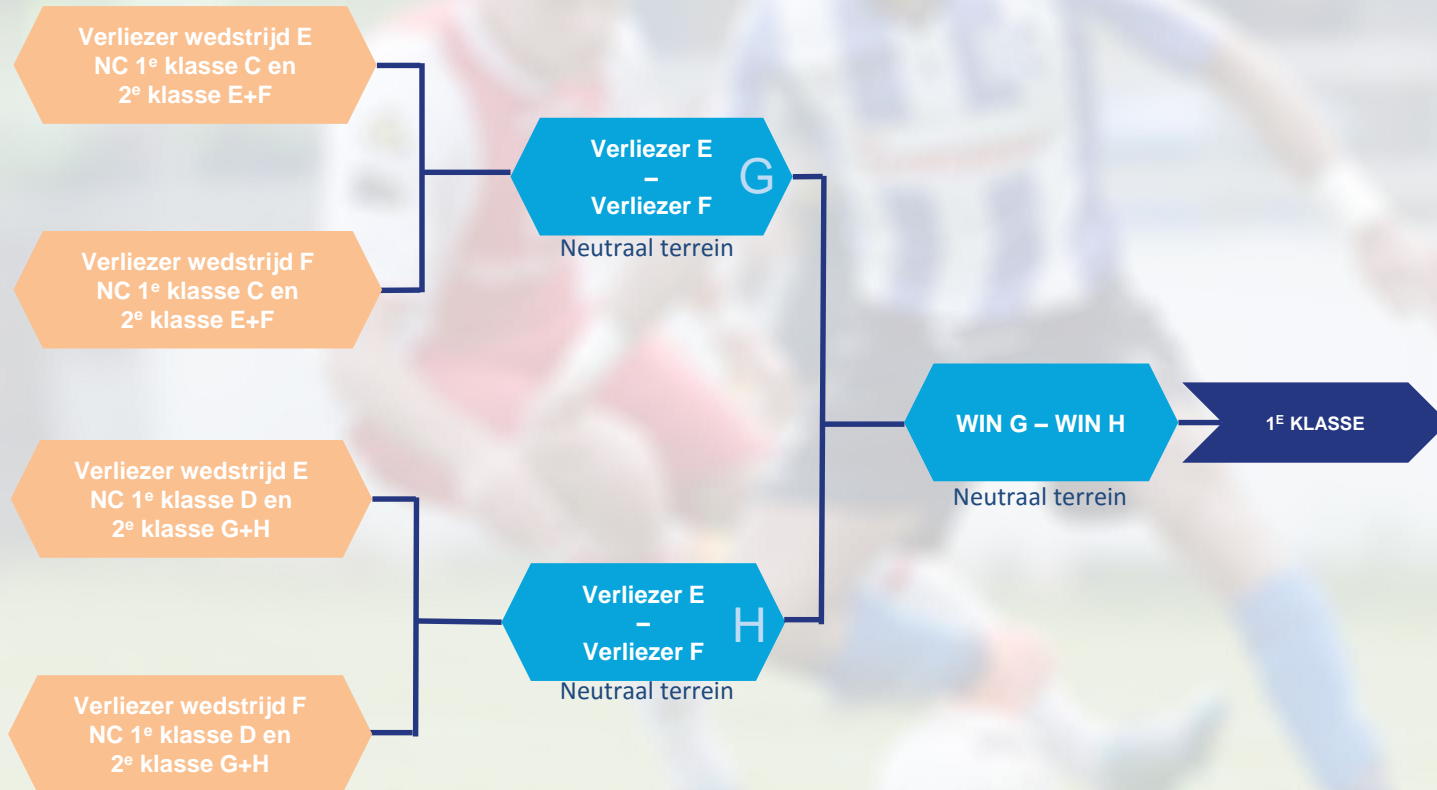 Verliezer wedstrijd E
NC 1e klasse C en
2e klasse E+F
Verliezer wedstrijd F
NC 1e klasse C en
2e klasse E+F
Verliezer wedstrijd E
NC 1e klasse D en
2e klasse G+H
Verliezer wedstrijd F
NC 1e klasse D en
2e klasse G+H
Verliezer E
–
Verliezer F
G
Neutraal terrein
Verliezer E
–
Verliezer F
H
Neutraal terrein
WIN G – WIN H
Neutraal terrein
1E KLASSE